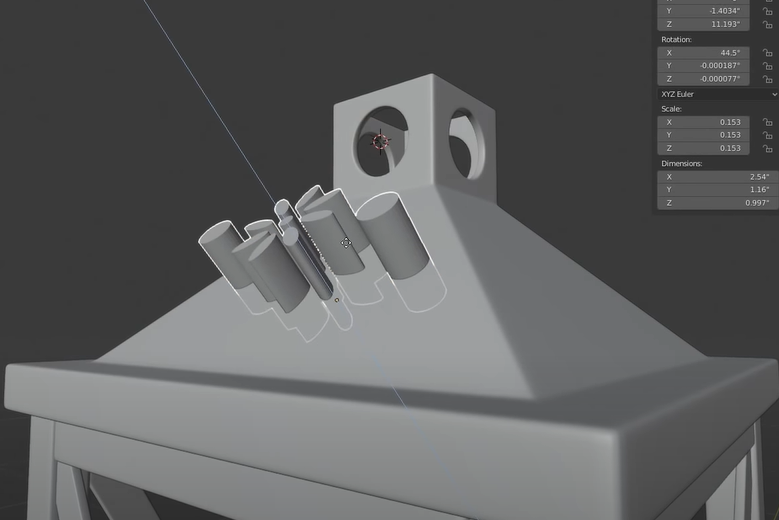 Y -1.4034"
Z 11.193"
Rotation:
X 44.5°
Y -0.000187°
Z -0.000077°
XYZ Euler
Scale:
X 0.153
Y 0.153
Z 0.153
Dimensions:
X 2.54"
Y 1.16"
Z 0.997"